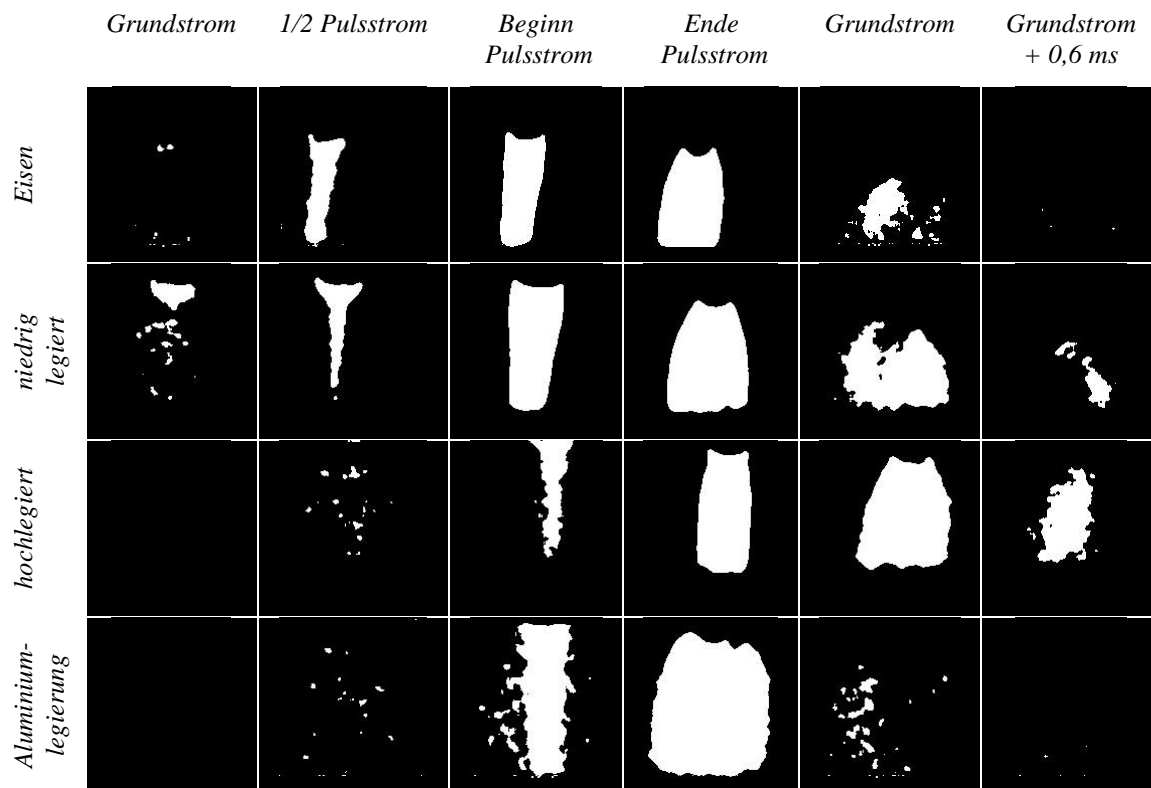 Grundstrom
1/2 Pulsstrom
Beginn
Pulsstrom
Ende
Pulsstrom
Grundstrom
Grundstrom
+ 0,6 ms
Eisen
niedrig
legiert
hochlegiert
Aluminium-
legierung